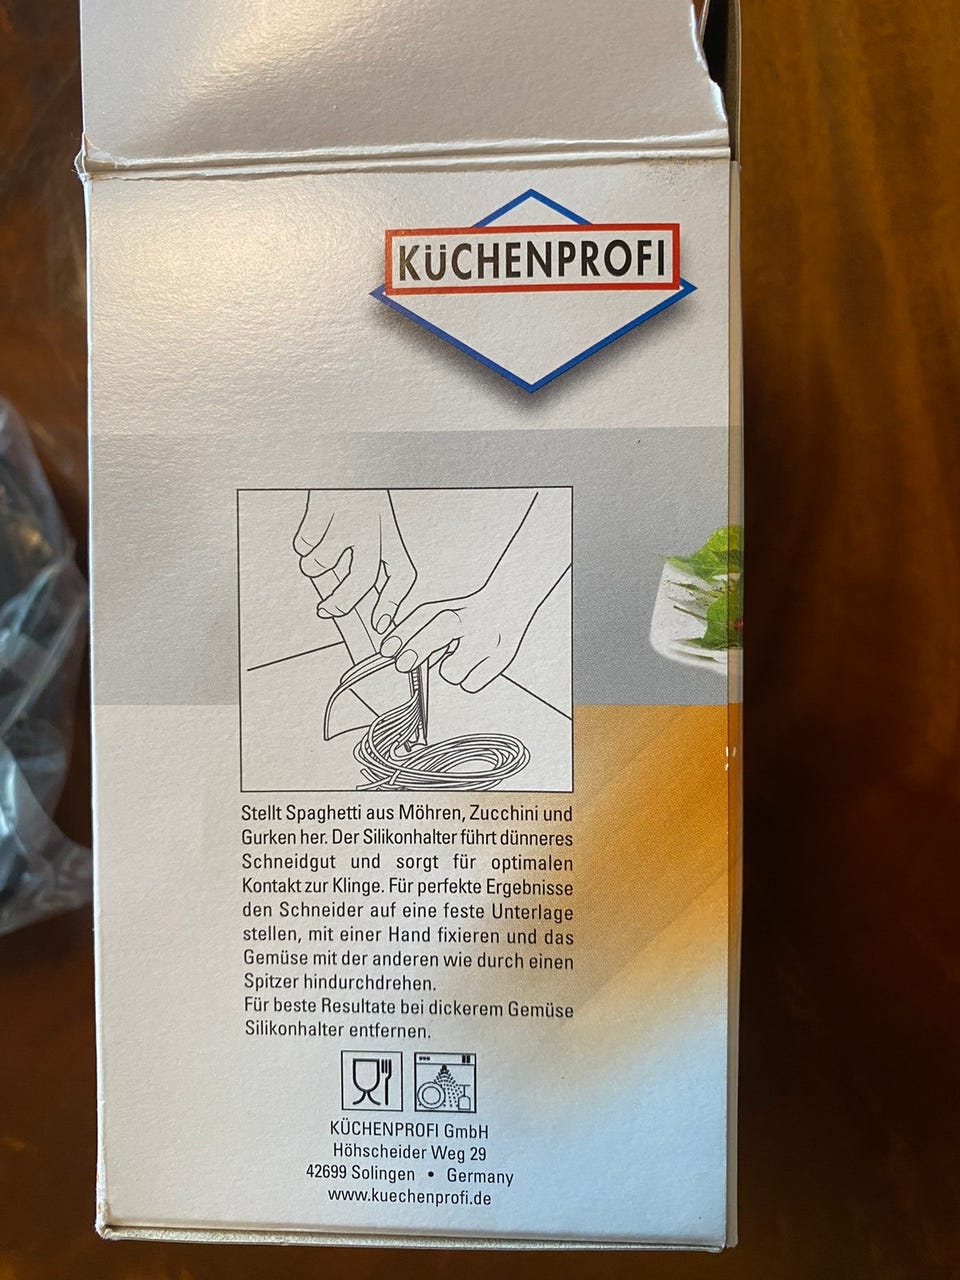 KÜCHENPROFI
Stellt Spaghetti aus Möhren, Zucchini und
Gurken her. Der Silikonhalter führt dünneres
Schneidgut und sorgt für optimalen
Kontakt zur Klinge. Für perfekte Ergebnisse
den Schneider auf eine feste Unterlage
stellen, mit einer Hand fixieren und das
Gemüse mit der anderen wie durch einen
Spitzer hindurchdrehen.
Für beste Resultate bei dickerem Gemüse
Silikonhalter entfernen.
KÜCHENPROFI GmbH
Höhscheider Weg 29
42699 Solingen • Germany
www.kuechenprofi.de